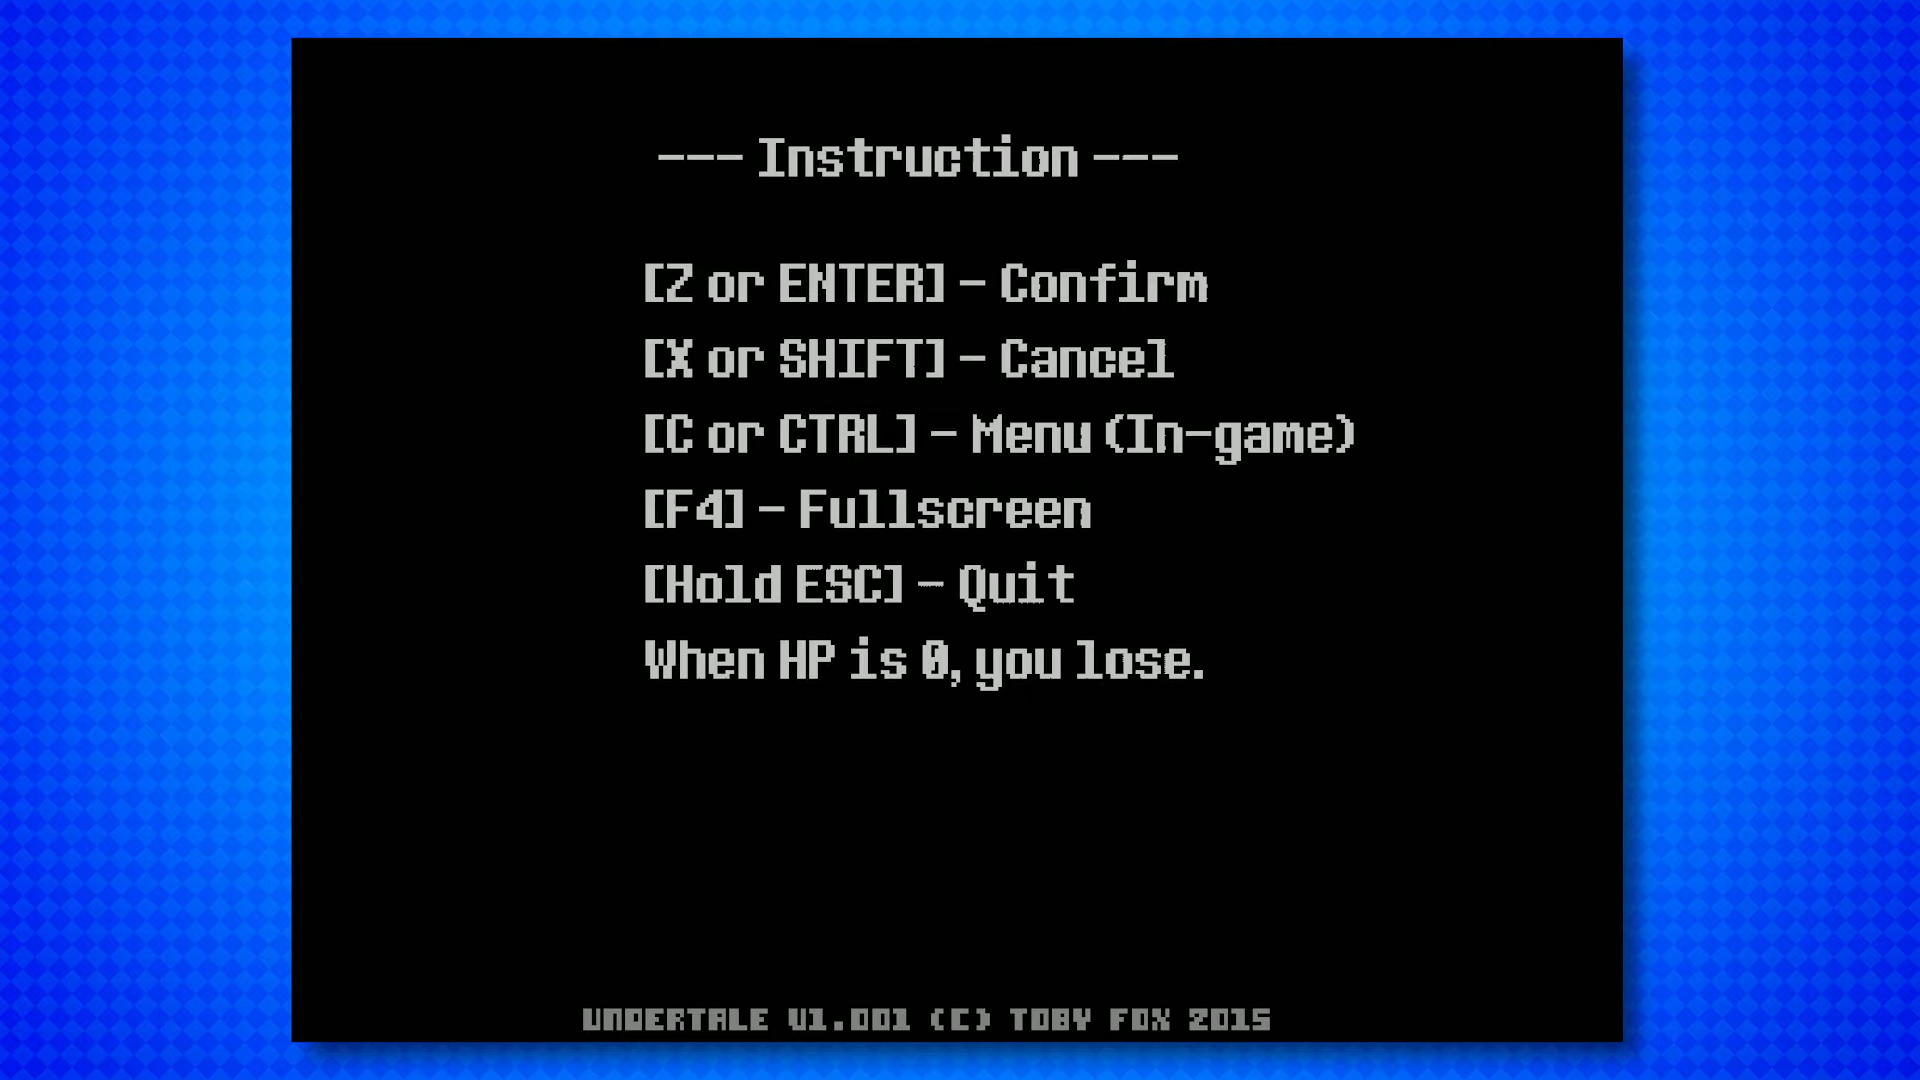 --- Instruction ---
[Z or ENTER] - Confirm
[X or SHIFT] - Cancel
[C or CTRL] - Menu (In-game)
[F4] - Fullscreen
[Hold ESC] - Quit
When HP is 0, you lose.
UNDERTALE V1.001 (C) TOBY FOX 2015